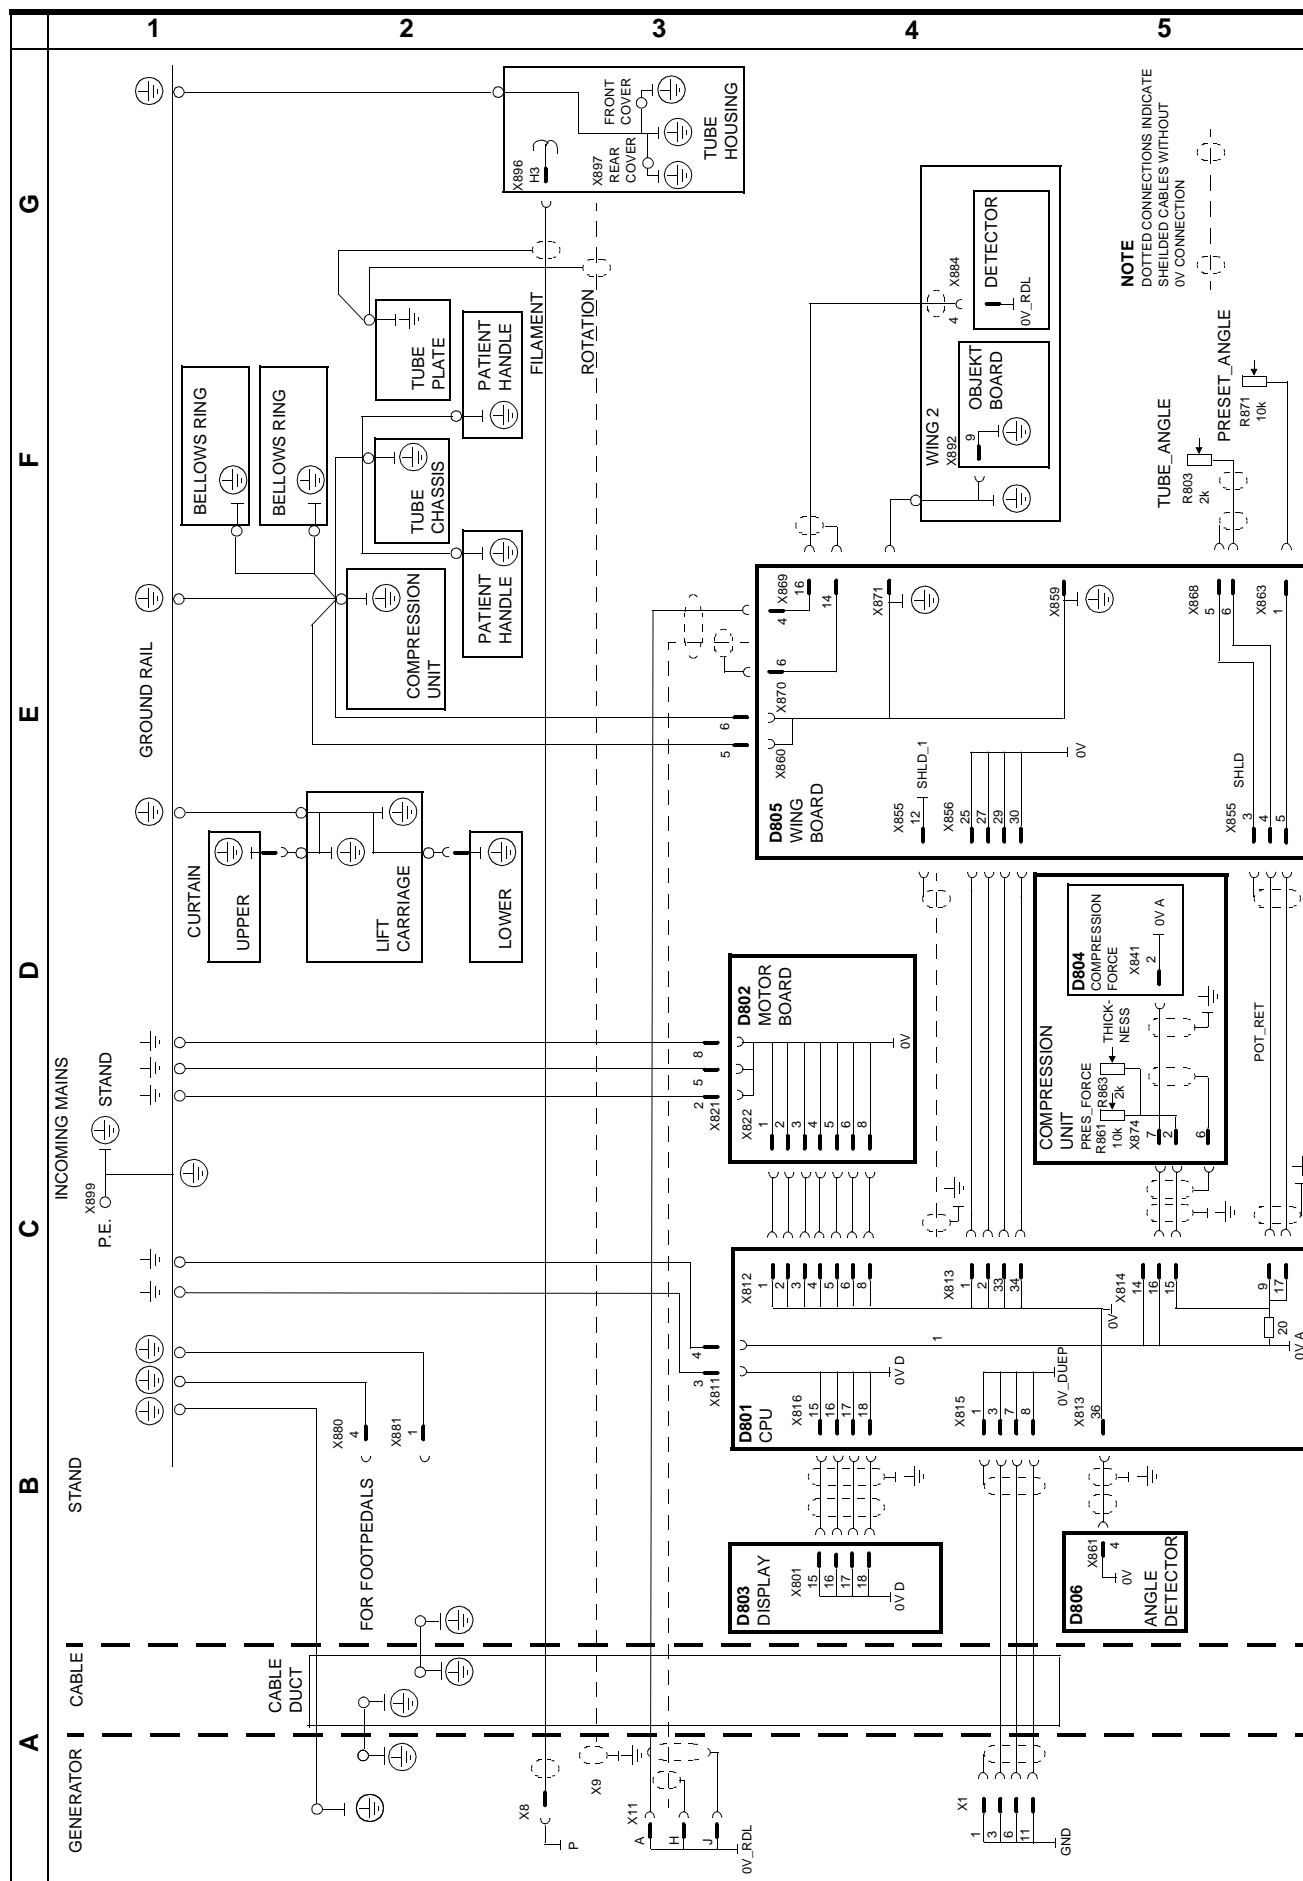 1
2
3
4
5
G
F
E
D
C
B
A
X896
H3
X897
REAR
COVER
FRONT
COVER
TUBE
HOUSING
FILAMENT
ROTATION
TUBE
PLATE
PATIENT
HANDLE
BELLOWS RING
BELLOWS RING
TUBE
CHASSIS
PATIENT
HANDLE
COMPRESSION
UNIT
GROUND RAIL
WING 2
4
X884
DETECTOR
0V_RDL
X892
9
OBJEKT
BOARD
NOTE
DOTTED CONNECTIONS INDICATE
SHEILDED CABLES WITHOUT
0V CONNECTION
TUBE_ANGLE
R803
2k
PRESET_ANGLE
R871
10k
D805
WING
BOARD
5
6
X860
X870
6
4
X869
16
14
X871
X859
X868
5
6
X863
1
X855
12
SHLD_1
X856
25
27
29
30
0V
X855
3
4
5
SHLD
CURTAIN
UPPER
LIFT
CARRIAGE
LOWER
INCOMING MAINS
X899
P.E.
STAND
D802
MOTOR
BOARD
2
5
8
X821
X822
1
2
3
4
5
6
8
0V
COMPRESSION
UNIT
PRES_FORCE
R861
10k
R863
2k
THICK-
NESS
X874
7
2
6
D804
COMPRESSION
FORCE
X841
2
0V A
POT_RET
D801
CPU
3
4
X811
X812
1
2
3
4
5
6
8
X813
1
2
33
34
0V
X814
14
16
15
9
17
20
0V A
1
X816
15
16
17
18
0V D
X815
1
3
7
8
0V_DUEP
X813
36
STAND
X880
4
X881
1
FOR FOOTPEDALS
D803
DISPLAY
X801
15
16
17
18
0V D
D806
X861
4
0V
ANGLE
DETECTOR
CABLE
CABLE
DUCT
GENERATOR
X8
P
X9
X11
A
H
J
0V_RDL
X1
1
3
6
11
GND